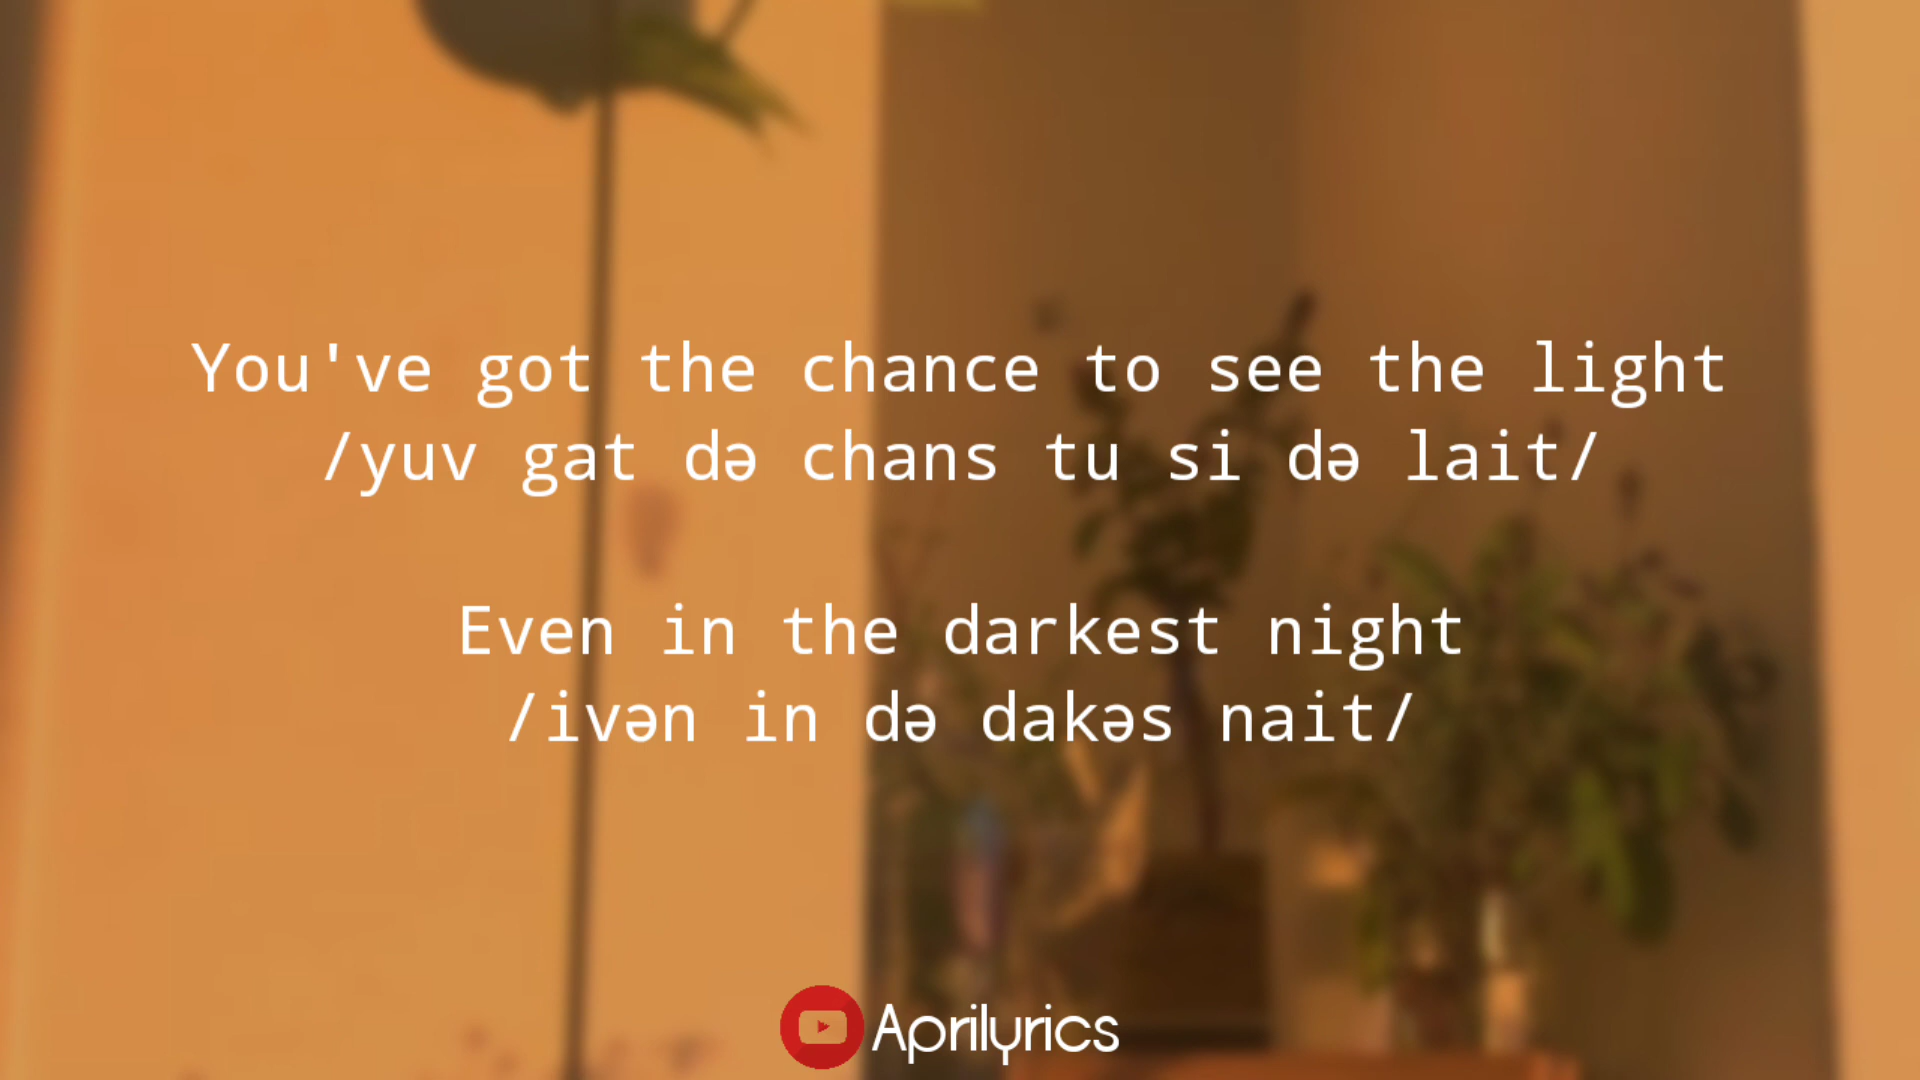 You've got the chance to see the light
/yuv gat də chans tu si də lait/
Even in the darkest night
/ivən in də dakəs nait/
Aprilyrics